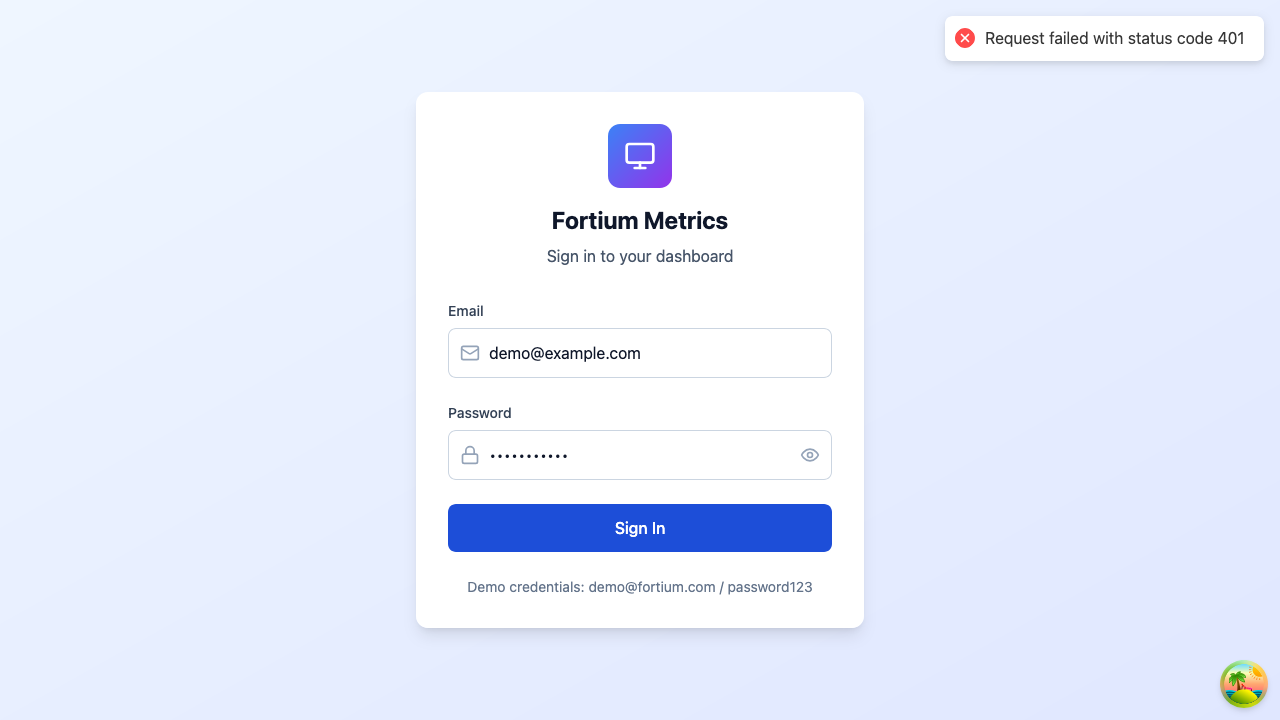 Request failed with status code 401
Fortium Metrics
Sign in to your dashboard
Email
demo@example.com
Password
•••••••••••
Sign In
Demo credentials: demo@fortium.com / password123